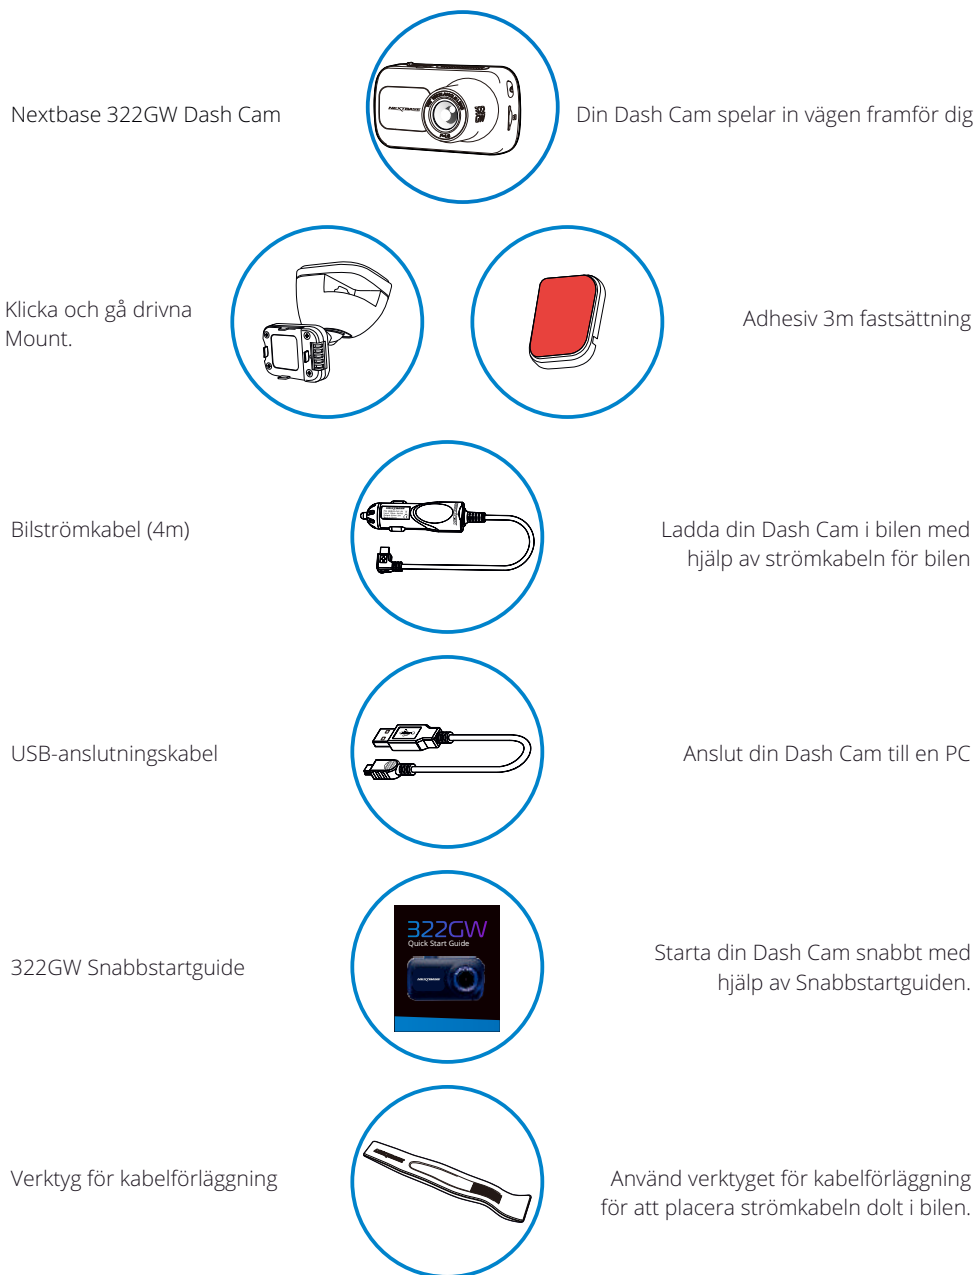 Nextbase 322GW Dash Cam
NEXTBASE
Din Dash Cam spelar in vägen framför dig
Klicka och gå drivna
Mount.
Adhesiv 3m fastsättning
Bilströmkabel (4m)
Ladda din Dash Cam i bilen med
hjälp av strömkabeln för bilen
USB-anslutningskabel
Anslut din Dash Cam till en PC
322GW Snabbstartguide
322GW
Quick Start Guide
NEXTBASE
Starta din Dash Cam snabbt med
hjälp av Snabbstartguiden.
Verktyg för kabelförläggning
NEXTBASE
Använd verktyget för kabelförläggning
för att placera strömkabeln dolt i bilen.